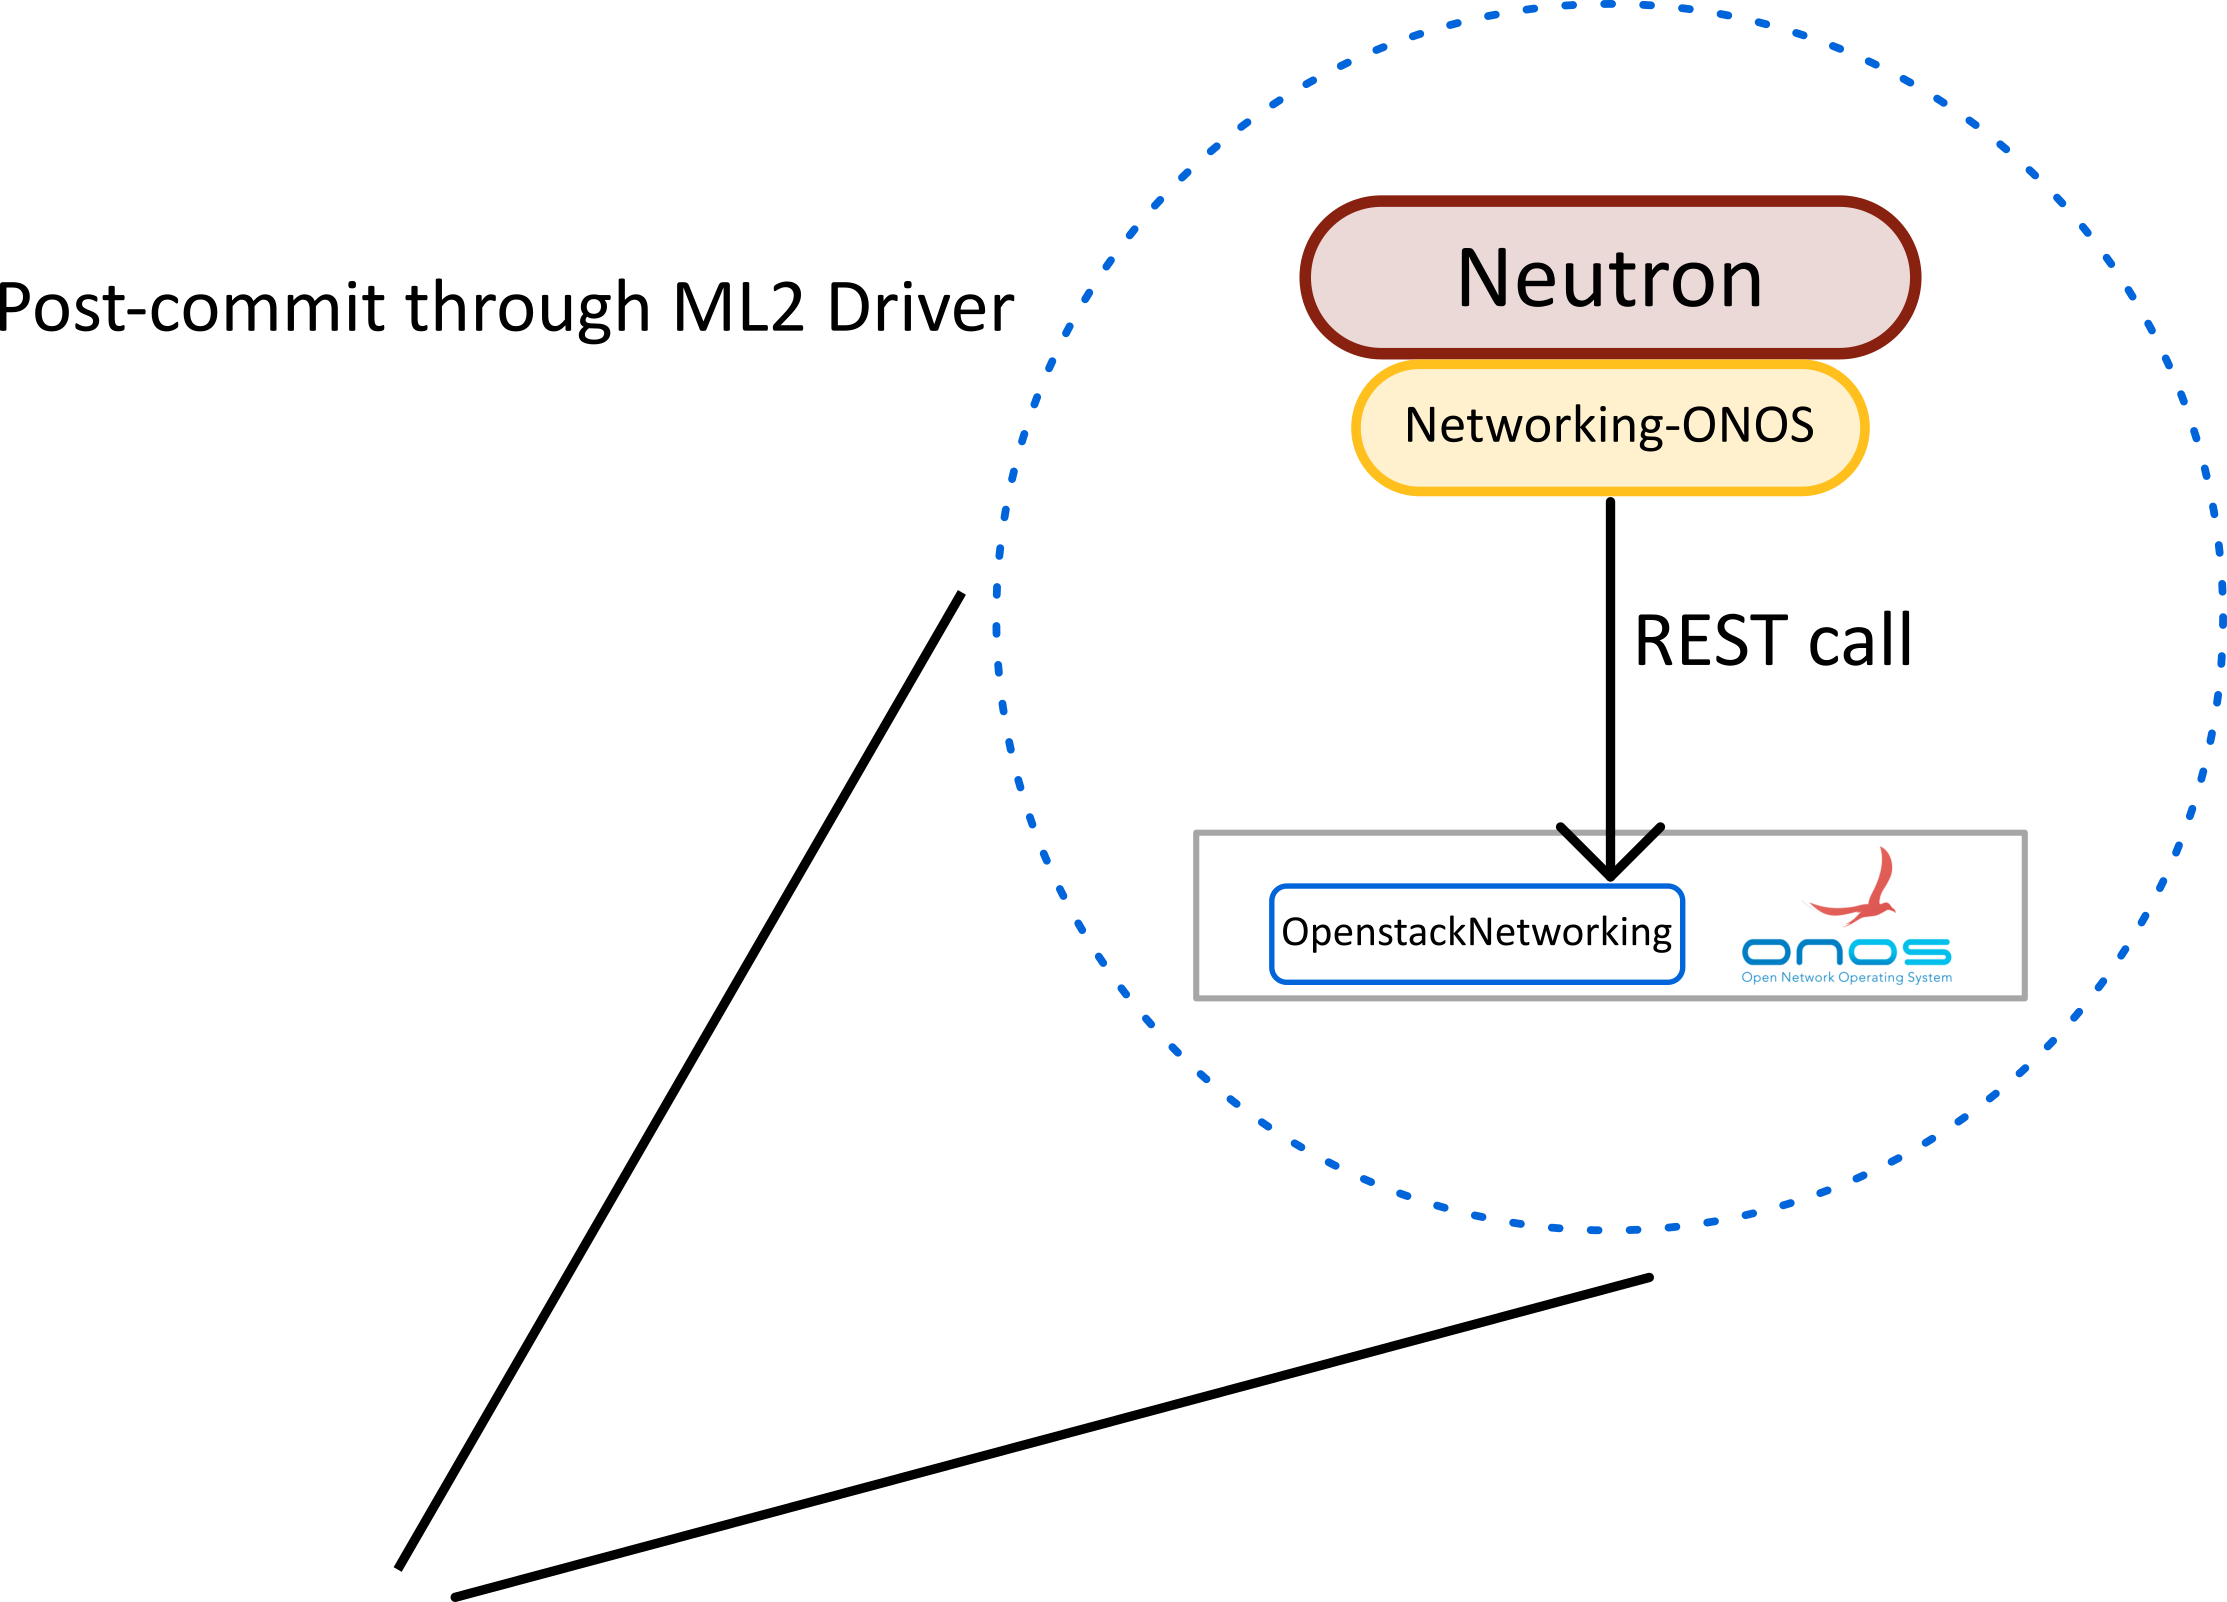 Neutron
Post-commit through ML2 Driver
Networking-ONOS
REST call
OpenstackNetworking
onos
Open Network Operating System